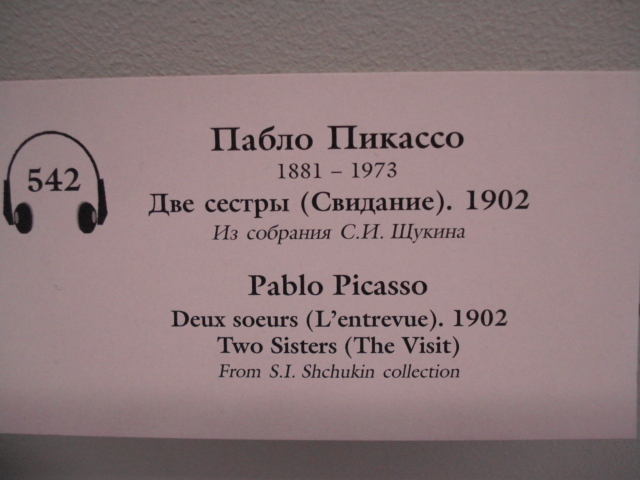 542
Пабло Пикассо
1881 – 1973
Две сестры (Свидание). 1902
Из собрания С.И. Щукина
Pablo Picasso
Deux soeurs (L'entrevue). 1902
Two Sisters (The Visit)
From S.I. Shchukin collection